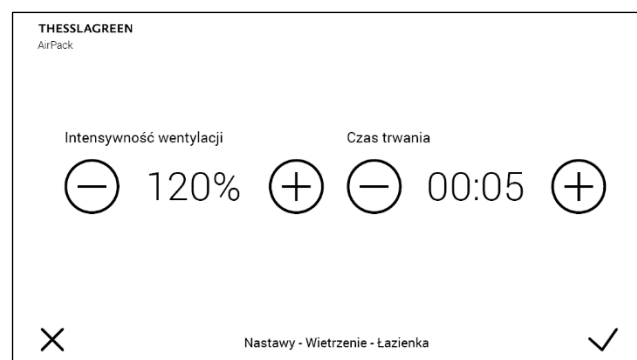 THESSLAGREEN
AirPack
Intensywność wentylacji
Czas trwania
120%
00:05
Nastawy - Wietrzenie - Łazienka